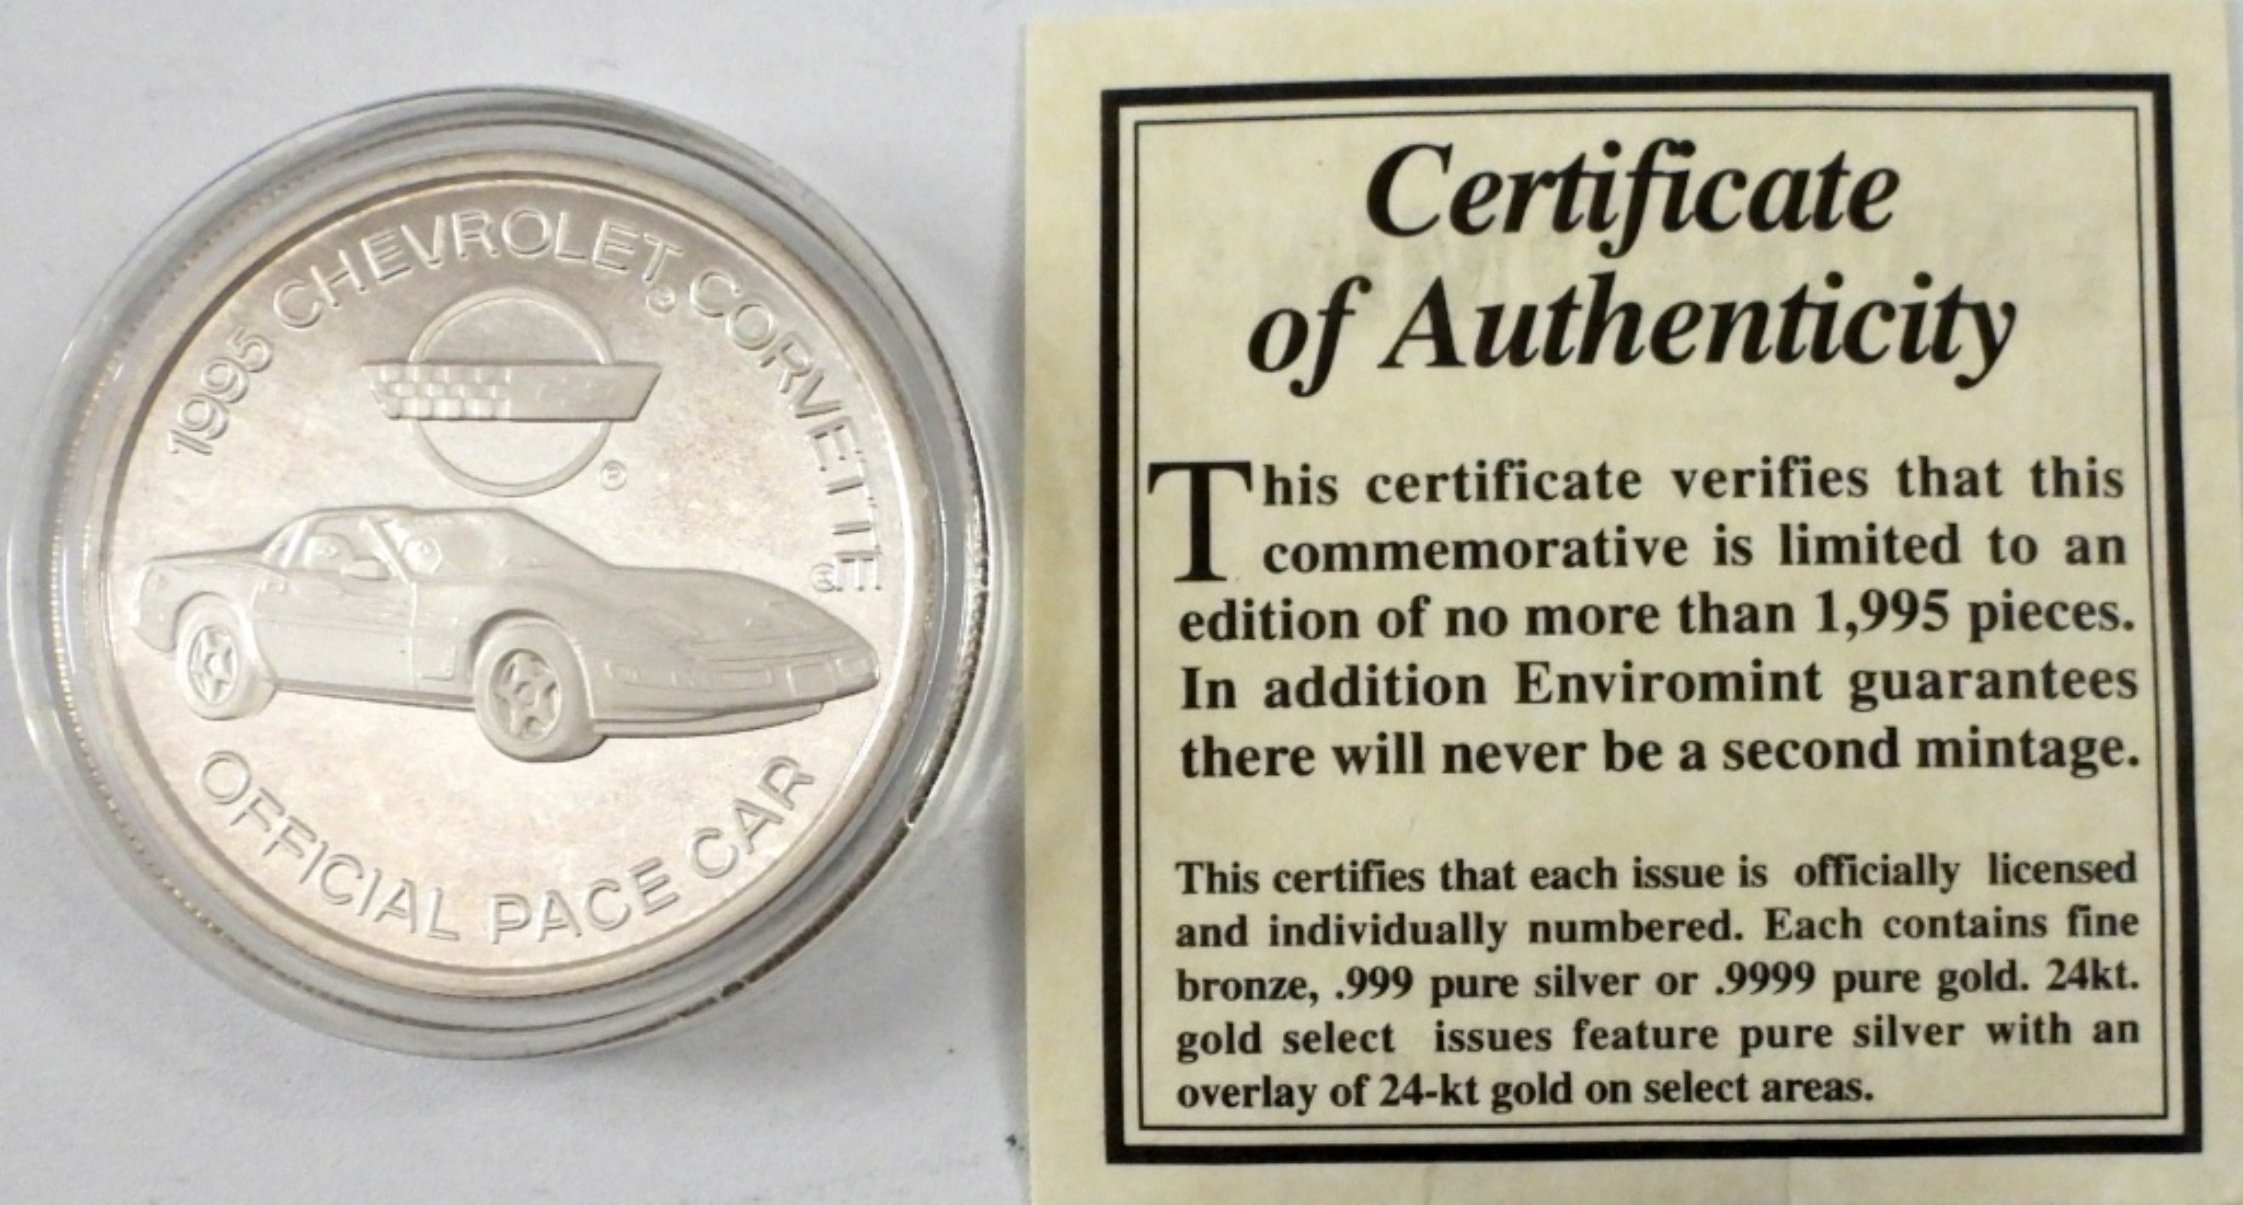 1995 CHEVROLET® CORVETTE®
®
OFFICIAL PACE CAR
Certificate
of Authenticity
This certificate verifies that this
commemorative is limited to an
edition of no more than 1,995 pieces.
In addition Enviromint guarantees
there will never be a second mintage.
This certifies that each issue is officially licensed
and individually numbered. Each contains fine
bronze, .999 pure silver or .9999 pure gold. 24kt.
gold select issues feature pure silver with an
overlay of 24-kt gold on select areas.